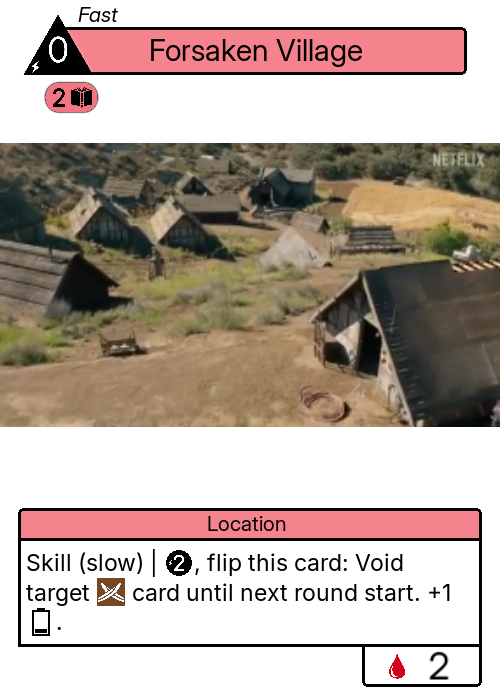 Fast
0
Forsaken Village
2
NETFLIX
Location
Skill (slow) | 2, flip this card: Void
target card until next round start. +1
.
2